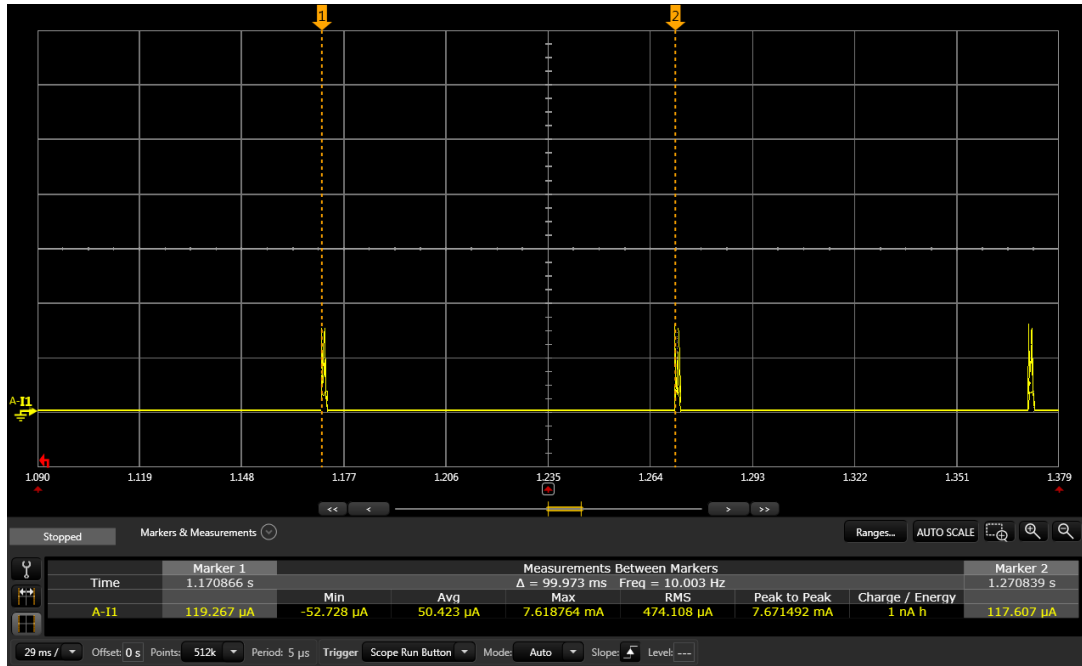 1 2
A-I1
1.090 1.119 1.148 1.177 1.206 1.235 1.264 1.293 1.322 1.351 1.379
<< < > >>
Stopped Markers & Measurements Ranges... AUTO SCALE
Marker 1 Measurements Between Markers Marker 2
Time 1.170866 s Δ = 99.973 ms Freq = 10.003 Hz 1.270839 s
Min Avg Max RMS Peak to Peak Charge / Energy
A-I1 119.267 µA -52.728 µA 50.423 µA 7.618764 mA 474.108 µA 7.671492 mA 1 nA h 117.607 µA
29 ms / Offset: 0 s Points: 512k Period: 5 µs Trigger Scope Run Button Mode: Auto Slope: Level: ---